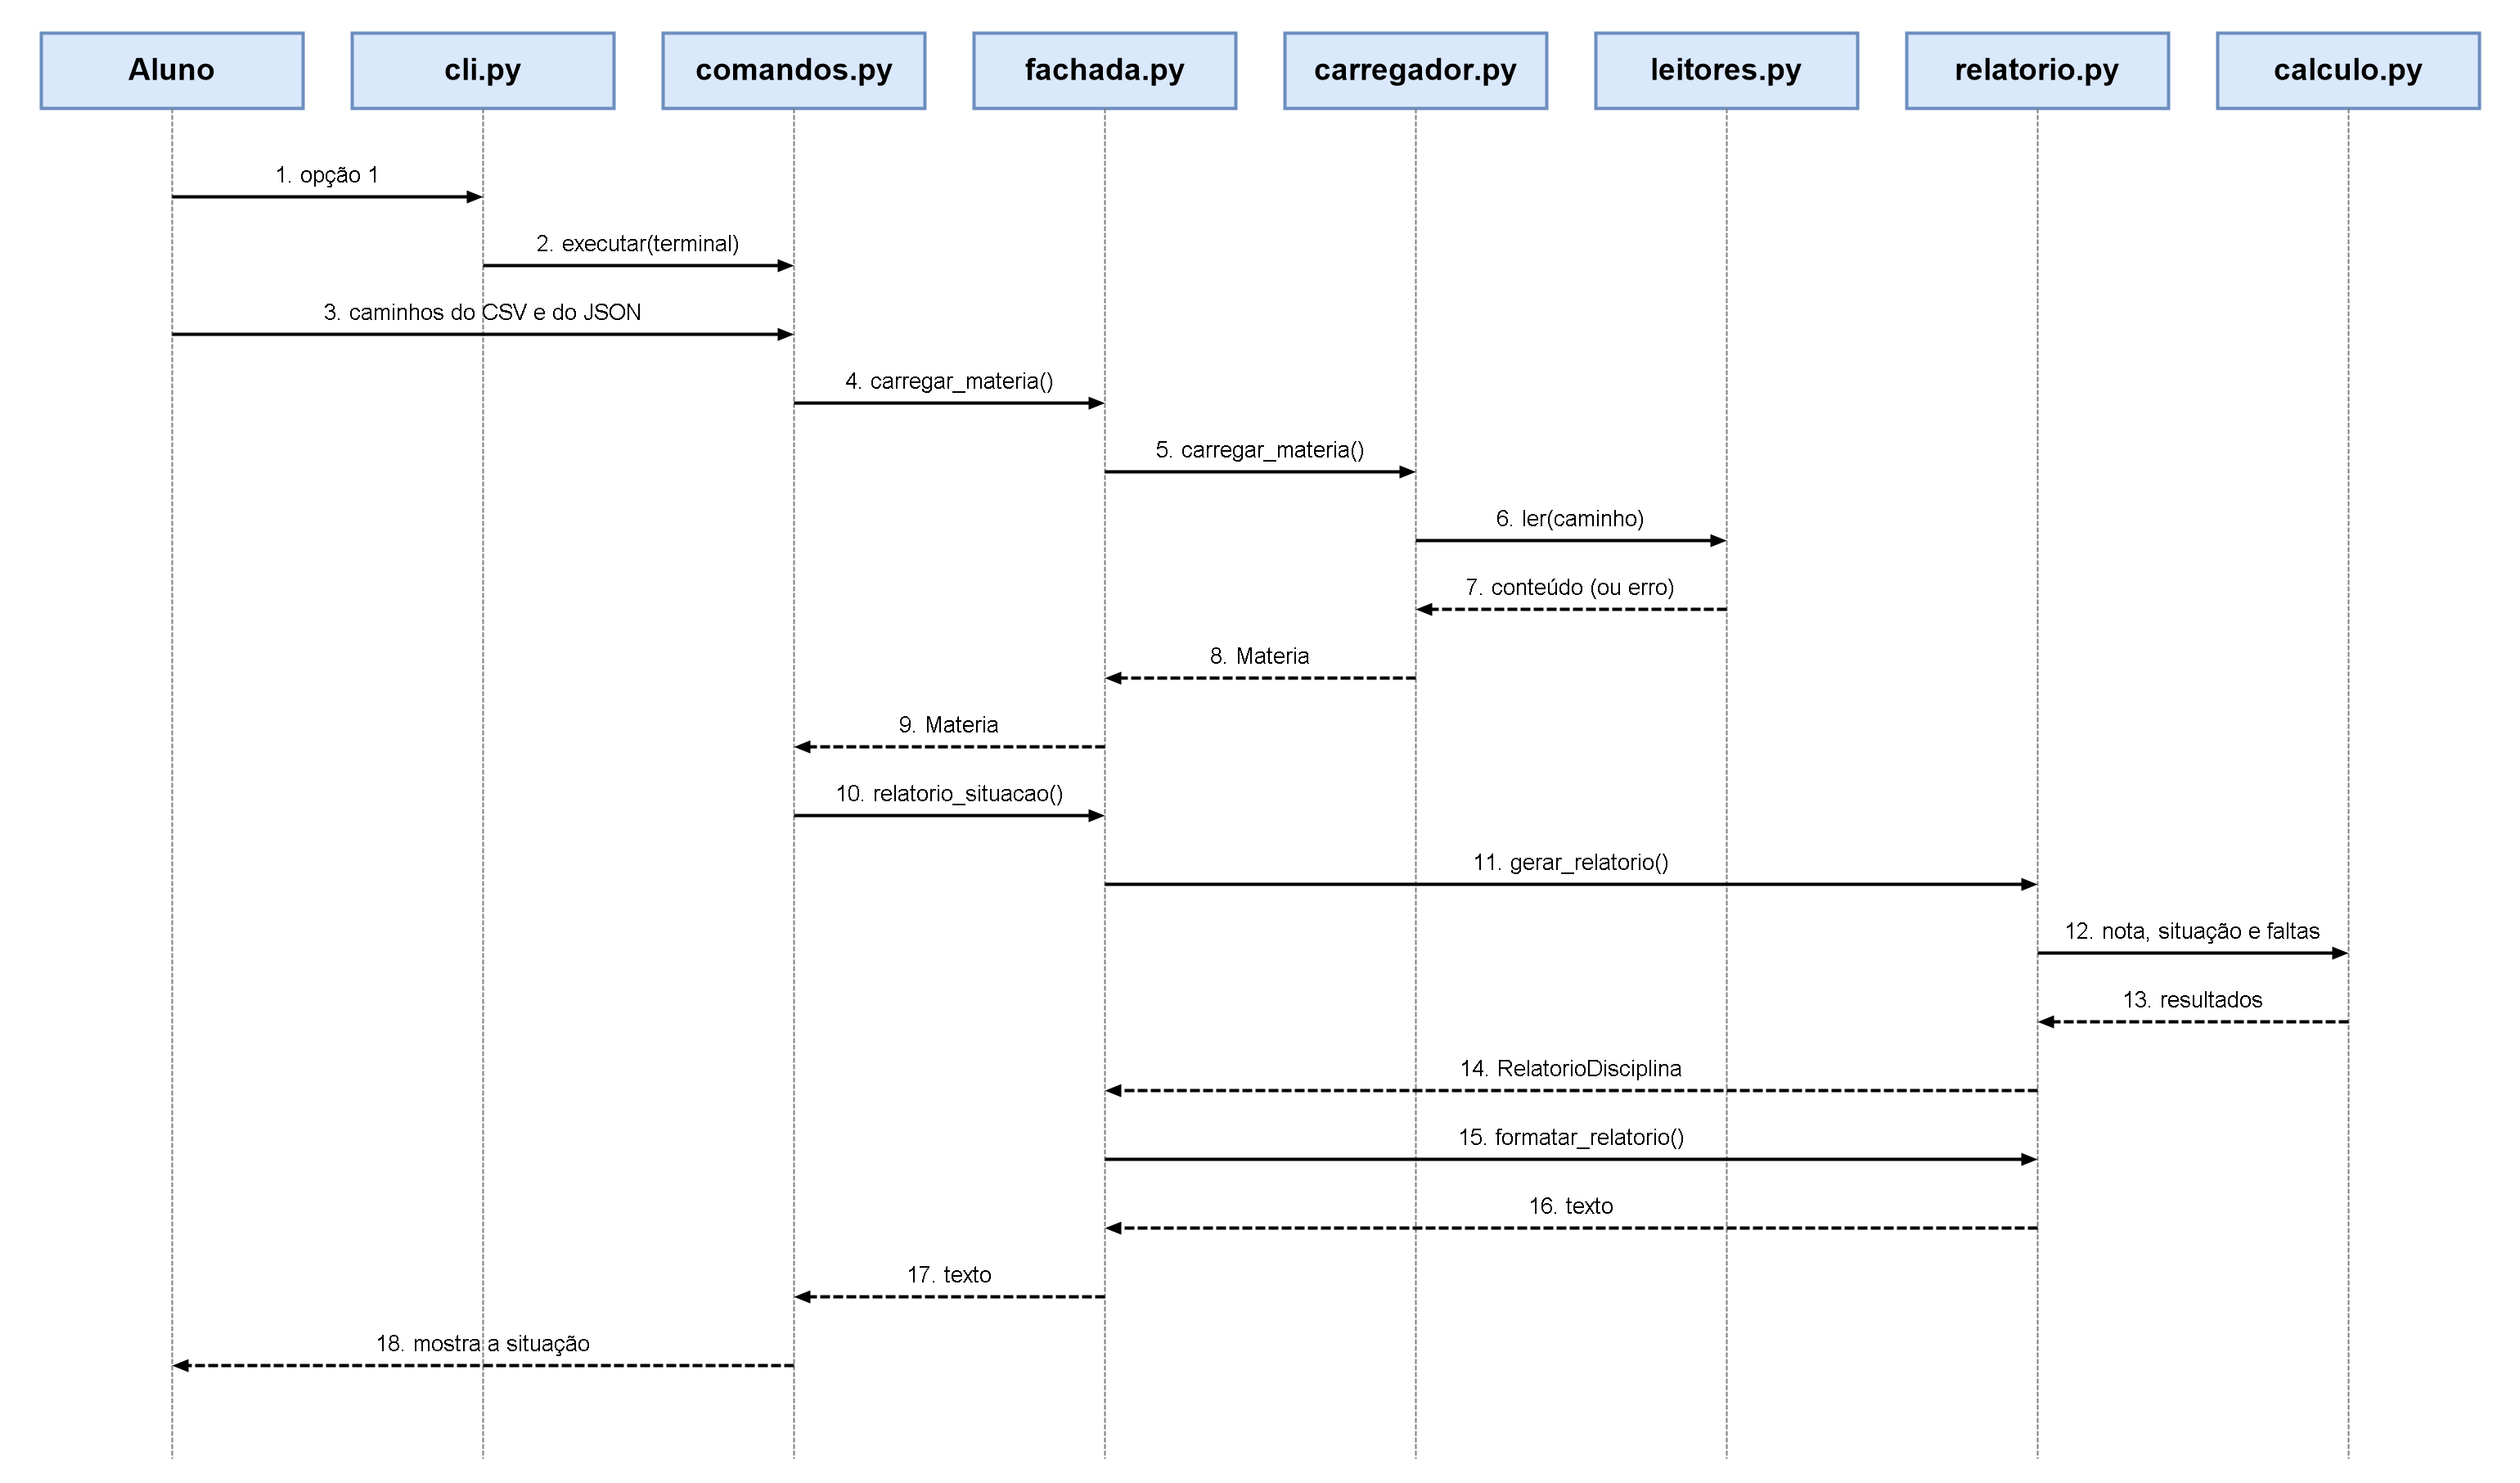 Aluno
cli.py
comandos.py
fachada.py
carregador.py
leitores.py
relatorio.py
calculo.py
1. opção 1
2. executar(terminal)
3. caminhos do CSV e do JSON
4. carregar_materia()
5. carregar_materia()
6. ler(caminho)
7. conteúdo (ou erro)
8. Materia
9. Materia
10. relatorio_situacao()
11. gerar_relatorio()
12. nota, situação e faltas
13. resultados
14. RelatorioDisciplina
15. formatar_relatorio()
16. texto
17. texto
18. mostra a situação